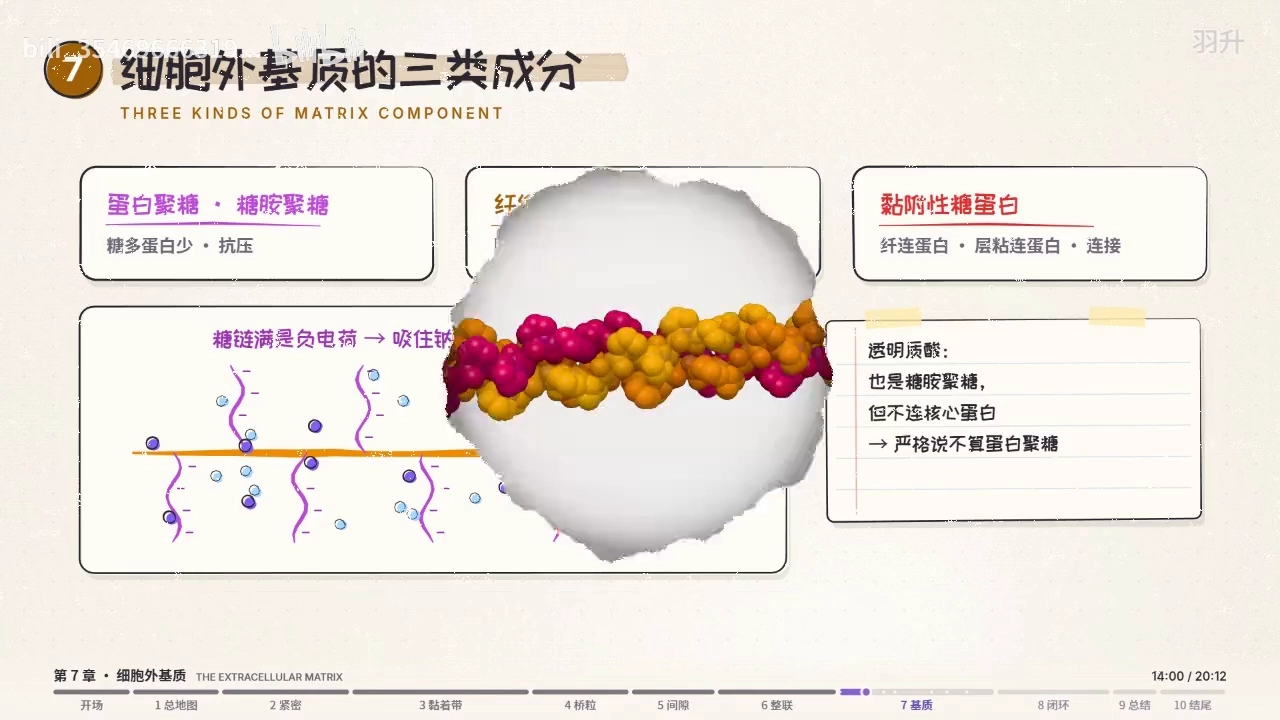 羽升
7 细胞外基质的三类成分
THREE KINDS OF MATRIX COMPONENT
蛋白聚糖 · 糖胺聚糖
糖多蛋白少 · 抗压
纤
黏附性糖蛋白
纤连蛋白 · 层粘连蛋白 · 连接
糖链满是负电荷 → 吸住钠
透明质酸：
也是糖胺聚糖，
但不连核心蛋白
→ 严格说不算蛋白聚糖
第 7 章 · 细胞外基质 THE EXTRACELLULAR MATRIX
14:00 / 20:12
开场 1 总地图 2 紧密 3 黏着带 4 桥粒 5 间隙 6 整联 7 基质 8 闭环 9 总结 10 结尾